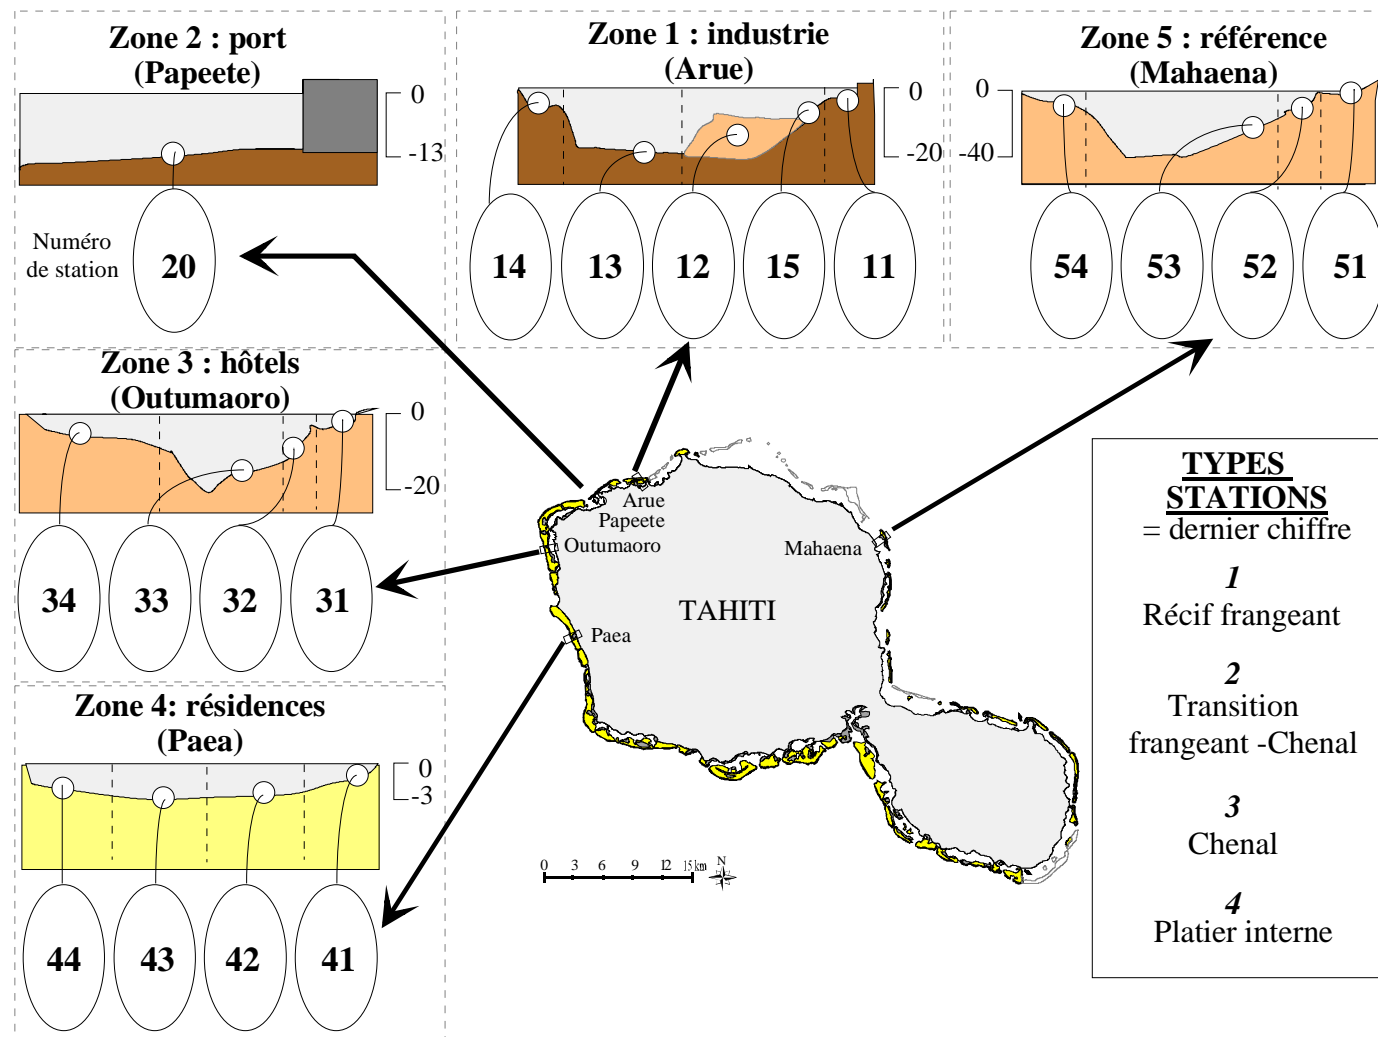 Zone 2 : port
(Papeete)
0
-13
Numéro
de station
20
Zone 1 : industrie
(Arue)
0
-20
14
13
12
15
11
Zone 5 : référence
(Mahaena)
0
-40
54
53
52
51
Zone 3 : hôtels
(Outumaoro)
0
-20
34
33
32
31
Zone 4: résidences
(Paea)
0
-3
44
43
42
41
Arue
Papeete
Outumaoro
Mahaena
TAHITI
Paea
0 3 6 9 12 15 km
N
TYPES
STATIONS
= dernier chiffre
1
Récif frangeant
2
Transition
frangeant -Chenal
3
Chenal
4
Platier interne